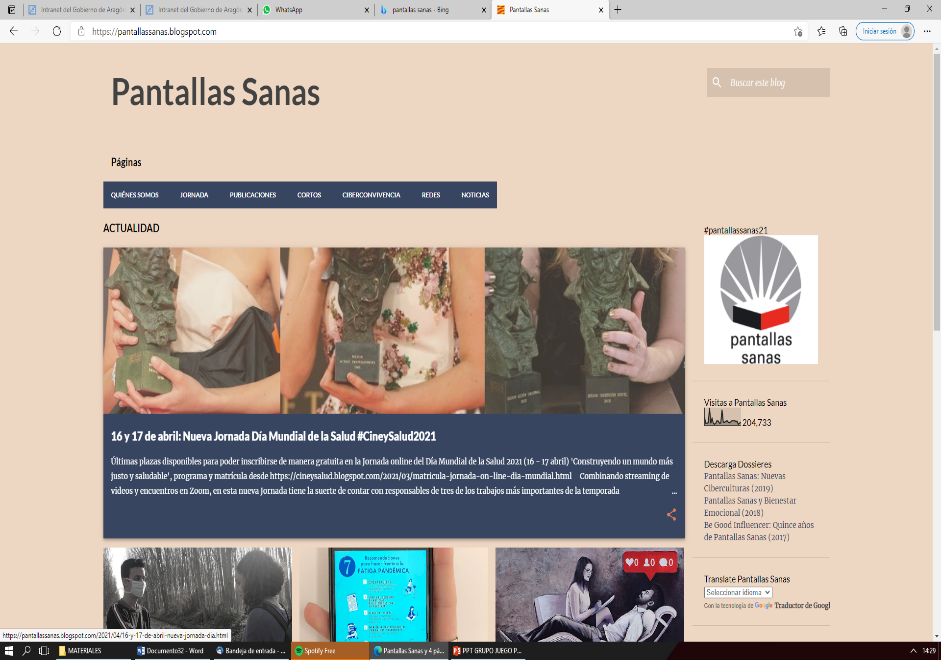 Intranet del Gobierno de Aragón
Intranet del Gobierno de Aragón
WhatsApp
pantallas sanas - Bing
Pantallas Sanas
https://pantallassanas.blogspot.com
Iniciar sesión
Pantallas Sanas
Buscar este blog
Páginas
QUIÉNES SOMOS JORNADA PUBLICACIONES CORTOS CIBERCONVIVENCIA REDES NOTICIAS
ACTUALIDAD
16 y 17 de abril: Nueva Jornada Día Mundial de la Salud #CineySalud2021
Últimas plazas disponibles para poder inscribirse de manera gratuita en la Jornada online del Día Mundial de la Salud 2021 (16 - 17 abril) 'Construyendo un mundo más
justo y saludable', programa y matrícula desde https://cineysalud.blogspot.com/2021/03/matricula-jornada-on-line-dia-mundial.html Combinando streaming de
vídeos y encuentros en Zoom, en esta nueva Jornada tiene la suerte de contar con responsables de tres de los trabajos más importantes de la temporada ...
#pantallassanas21
pantallas
sanas
Visitas a Pantallas Sanas
204,733
Descarga Dossieres
Pantallas Sanas: Nuevas
Ciberculturas (2019)
Pantallas Sanas y Bienestar
Emocional (2018)
Be Good Influencer: Quince años
de Pantallas Sanas (2017)
Translate Pantallas Sanas
Seleccionar idioma
Con la tecnología de Google Traductor de Googl
7 Recomendaciones
para hacer frente a la
FATIGA PANDÉMICA
0 0 0
https://pantallassanas.blogspot.com/2021/04/16-y-17-de-abril-nueva-jornada-dia.html
MATERIALES
Documento32 - Word
Bandeja de entrada - ...
Spotify Free
Pantallas Sanas y 4 pá...
PPT GRUPO JUEGO P...
14:29